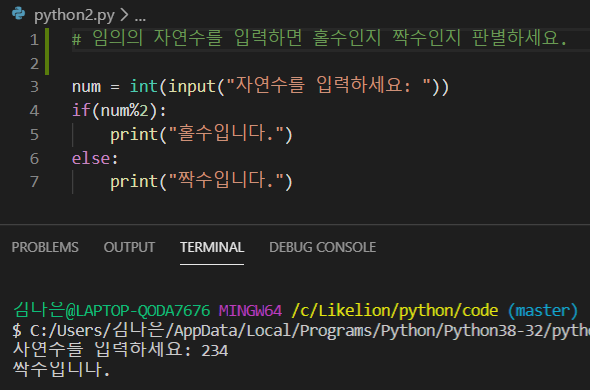 python2.py > ...
1 # 임의의 자연수를 입력하면 홀수인지 짝수인지 판별하세요.
2
3 num = int(input("자연수를 입력하세요: "))
4 if(num%2):
5 print("홀수입니다.")
6 else:
7 print("짝수입니다.")
PROBLEMS OUTPUT TERMINAL DEBUG CONSOLE
김나은@LAPTOP-QODA7676 MINGW64 /c/Likelion/python/code (master)
$ C:/Users/김나은/AppData/Local/Programs/Python/Python38-32/pytho
자연수를 입력하세요: 234
짝수입니다.